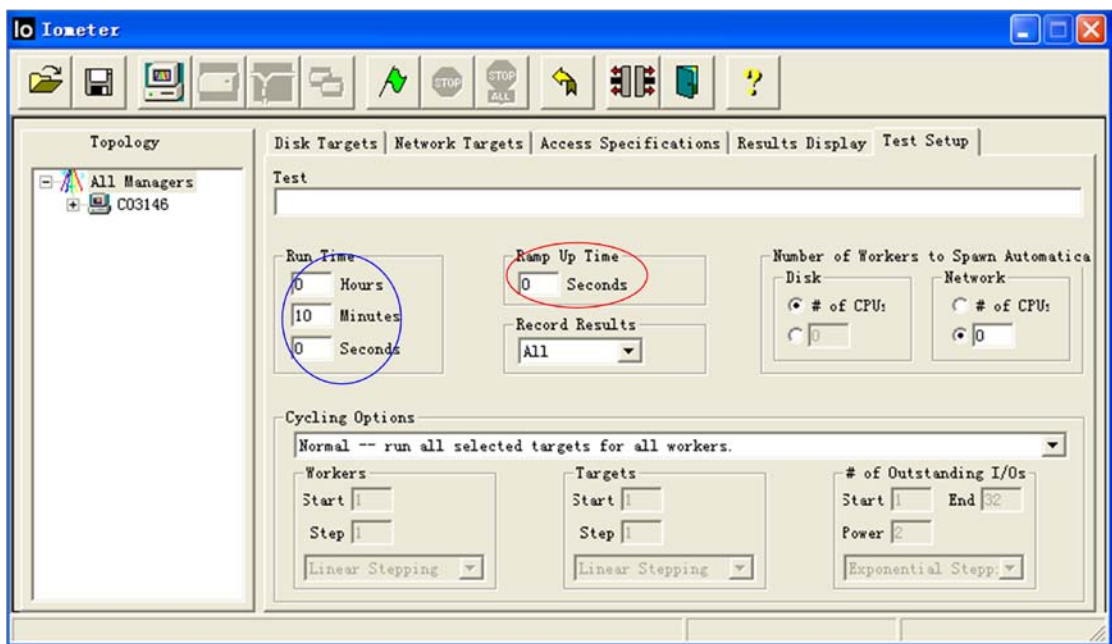 Io Iometer
STOP STOP ALL ?
Topology
All Managers
C03146
Disk Targets Network Targets Access Specifications Results Display Test Setup
Test
Run Time
0 Hours
10 Minutes
0 Seconds
Ramp Up Time
0 Seconds
Record Results
All
Number of Workers to Spawn Automatica
Disk
# of CPUs
0
Network
# of CPUs
0
Cycling Options
Normal -- run all selected targets for all workers.
Workers
Start 1
Step 1
Linear Stepping
Targets
Start 1
Step 1
Linear Stepping
# of Outstanding I/Os
Start 1 End 32
Power 2
Exponential Stepp: